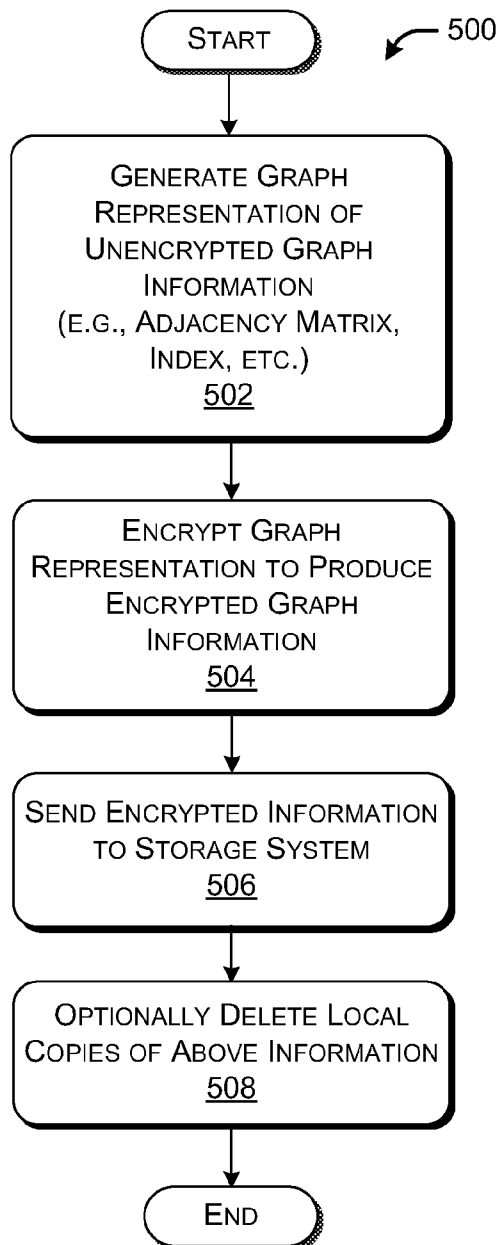 START
500
GENERATE GRAPH
REPRESENTATION OF
UNENCRYPTED GRAPH
INFORMATION
(E.G., ADJACENCY MATRIX,
INDEX, ETC.)
502
ENCRYPT GRAPH
REPRESENTATION TO PRODUCE
ENCRYPTED GRAPH
INFORMATION
504
SEND ENCRYPTED INFORMATION
TO STORAGE SYSTEM
506
OPTIONALLY DELETE LOCAL
COPIES OF ABOVE INFORMATION
508
END